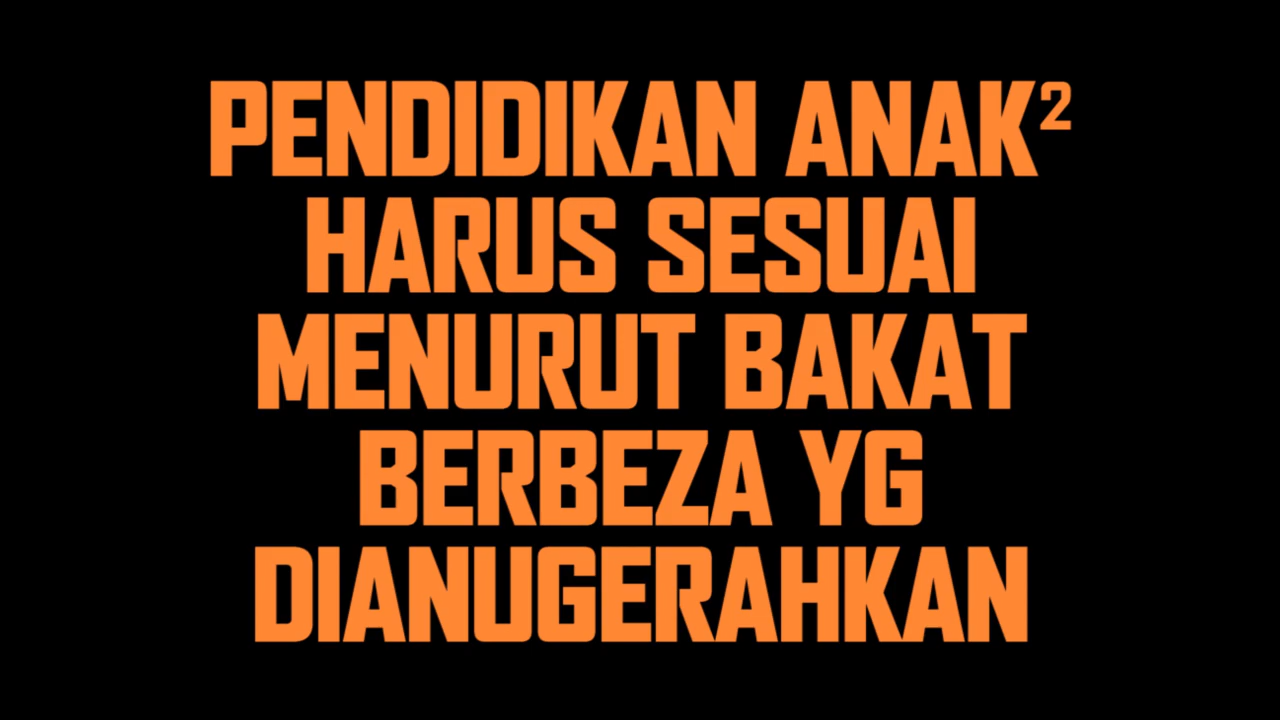 PENDIDIKAN ANAK²
HARUS SESUAI
MENURUT BAKAT
BERBEZA YG
DIANUGERAHKAN